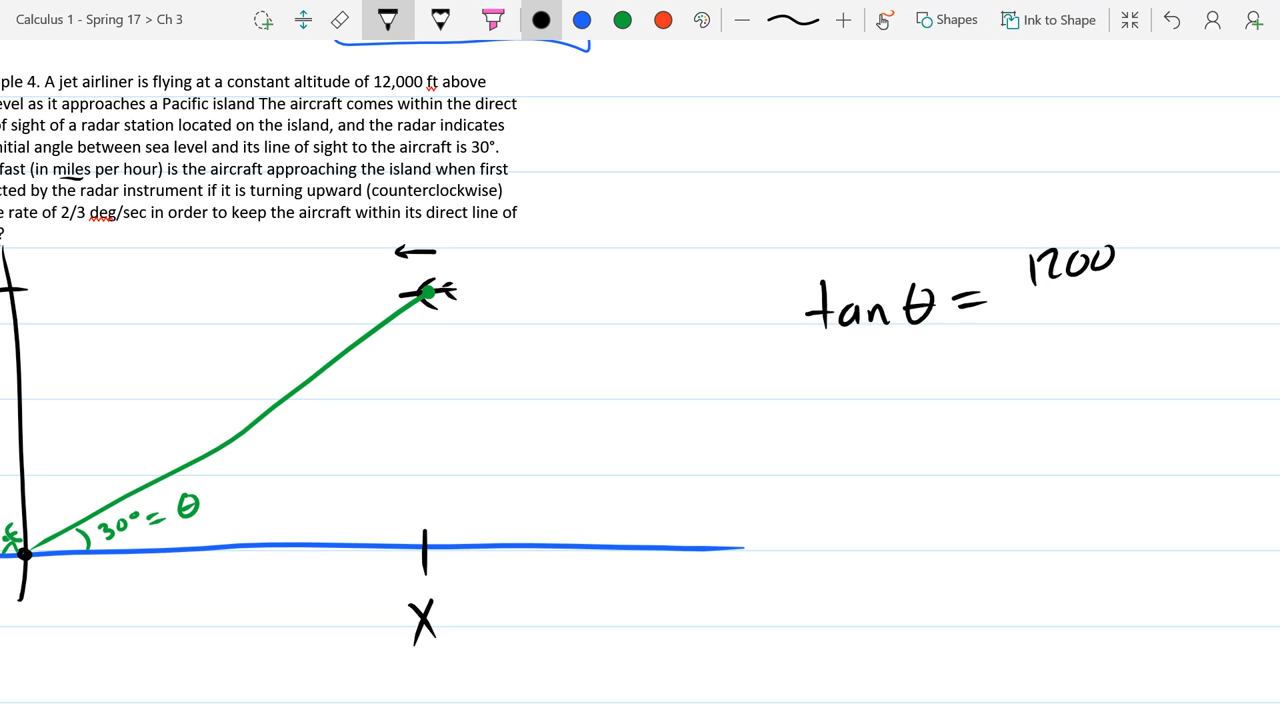 Calculus 1 - Spring 17 > Ch 3
Shapes
Ink to Shape
ple 4. A jet airliner is flying at a constant altitude of 12,000 ft above
evel as it approaches a Pacific island The aircraft comes within the direct
f sight of a radar station located on the island, and the radar indicates
nitial angle between sea level and its line of sight to the aircraft is 30°.
fast (in miles per hour) is the aircraft approaching the island when first
cted by the radar instrument if it is turning upward (counterclockwise)
e rate of 2/3 deg/sec in order to keep the aircraft within its direct line of
?
1200
tan θ =
30° = θ
X